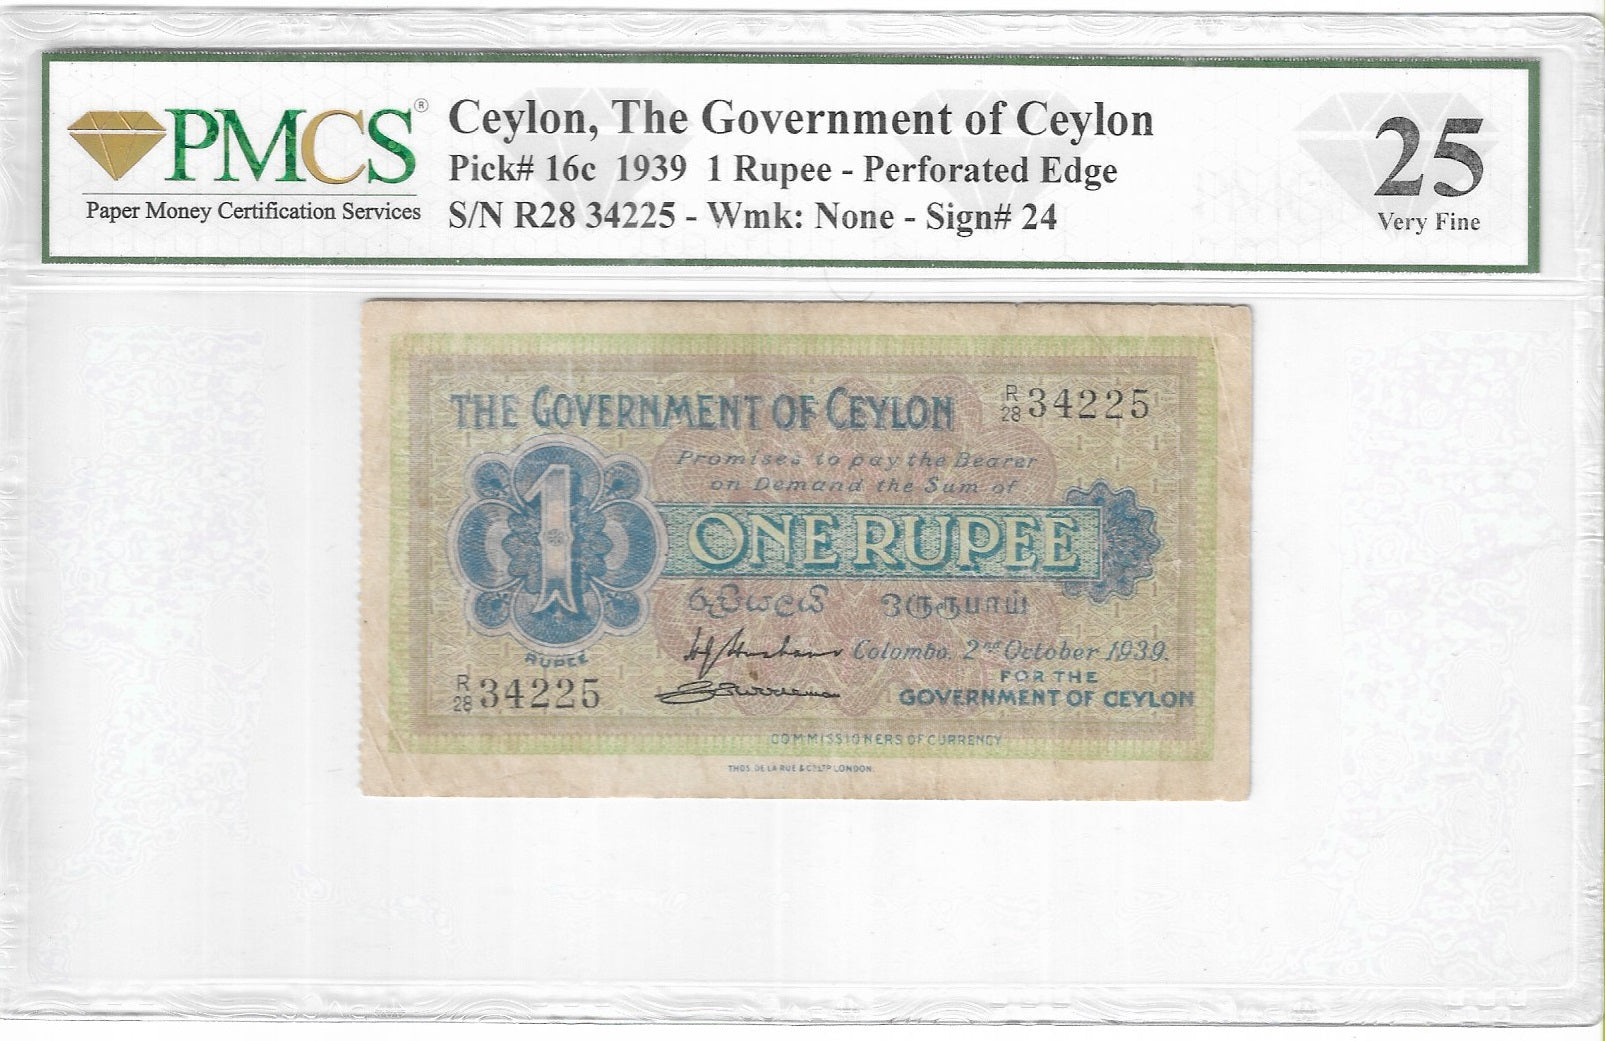 PMCS®
Paper Money Certification Services
Ceylon, The Government of Ceylon
Pick# 16c 1939 1 Rupee - Perforated Edge
S/N R28 34225 - Wmk: None - Sign# 24
25
Very Fine
THE GOVERNMENT OF CEYLON
R/28 34225
Promises to pay the Bearer
on Demand the Sum of
1
ONE RUPEE
රුපියලයි ஒரு ரூபாய்
RUPEE
Colombo. 2nd October 1939.
FOR THE
GOVERNMENT OF CEYLON
R/28 34225
COMMISSIONERS OF CURRENCY
THOS. DE LA RUE & CO. LTD LONDON.